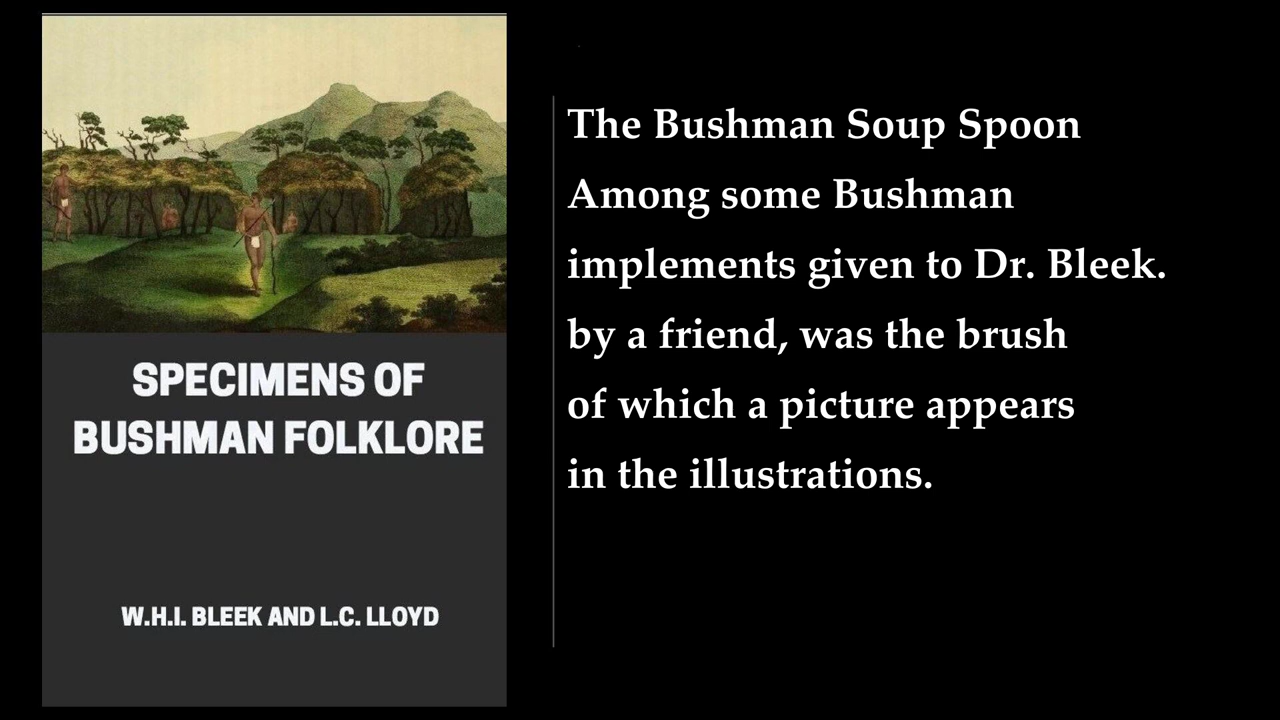 SPECIMENS OF
BUSHMAN FOLKLORE
W.H.I. BLEEK AND L.C. LLOYD
The Bushman Soup Spoon
Among some Bushman
implements given to Dr. Bleek.
by a friend, was the brush
of which a picture appears
in the illustrations.